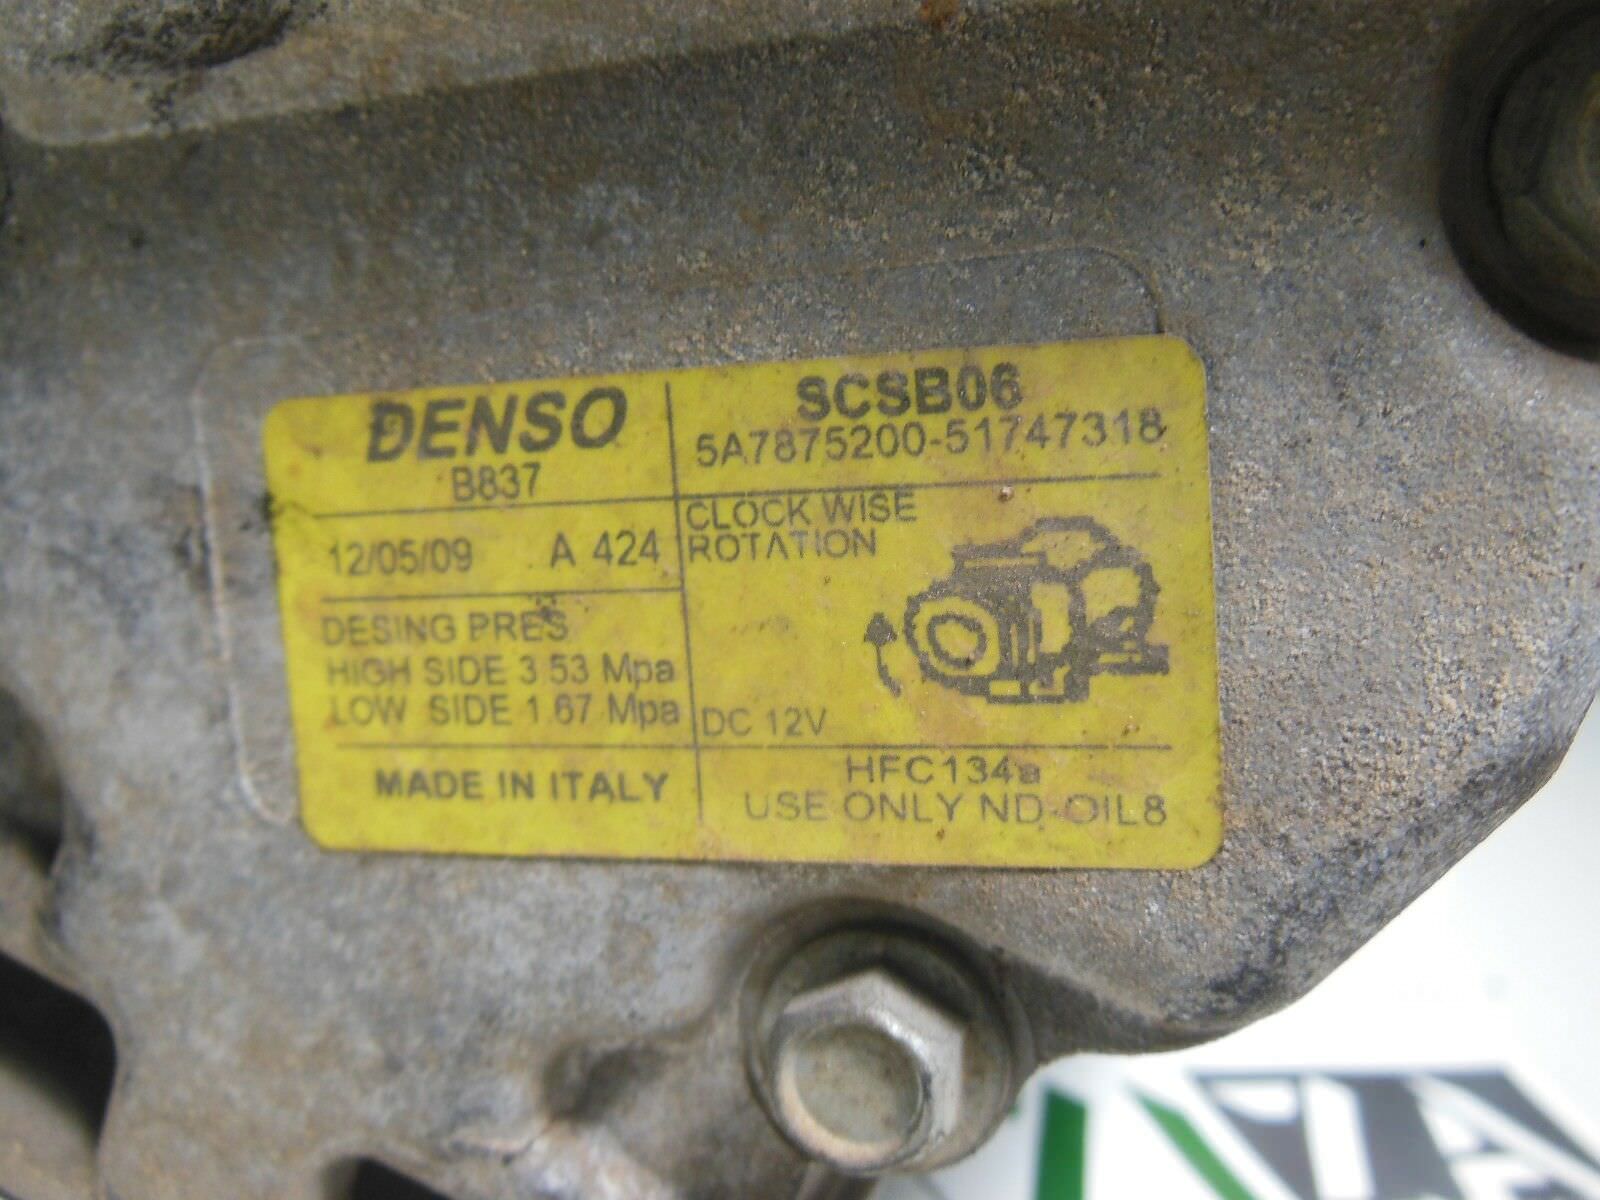 DENSO
B837
SCSB06
5A7875200-51747318
12/05/09 A 424
CLOCK WISE
ROTATION
DESING PRES
HIGH SIDE 3.53 Mpa
LOW SIDE 1.67 Mpa
DC 12V
MADE IN ITALY
HFC134a
USE ONLY ND-OIL8